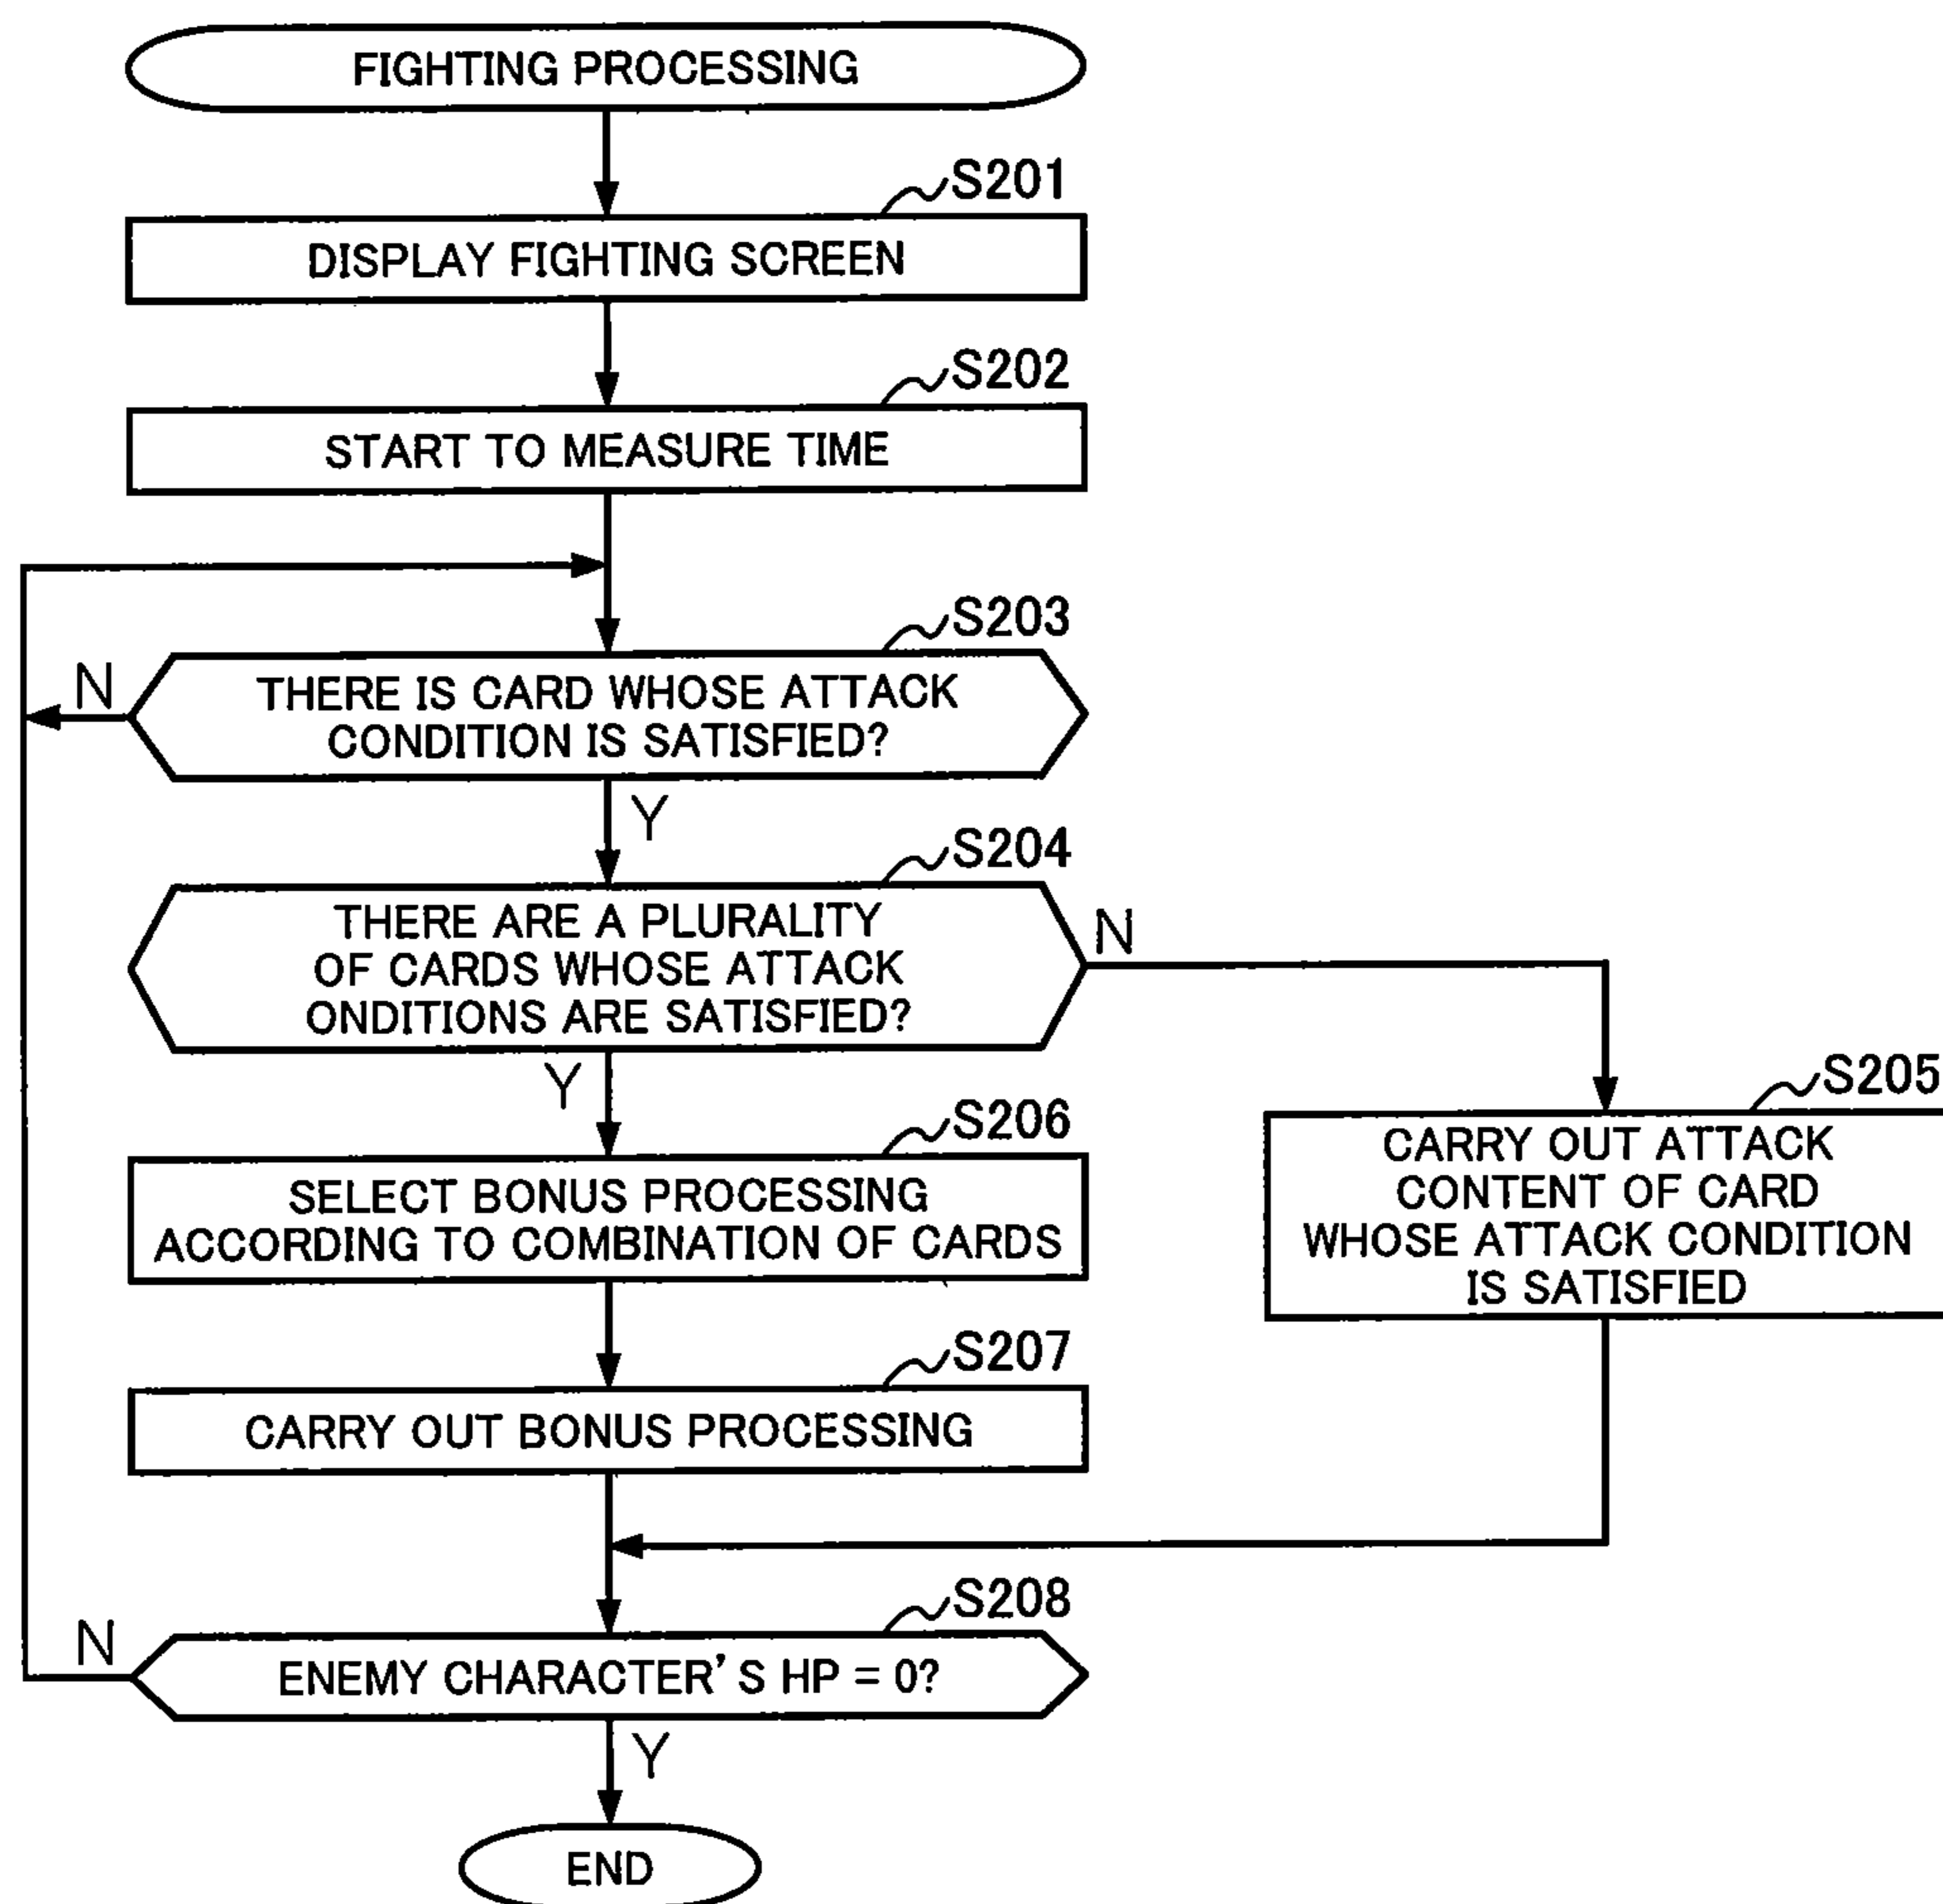 FIGHTING PROCESSING
S201
DISPLAY FIGHTING SCREEN
S202
START TO MEASURE TIME
S203
N
THERE IS CARD WHOSE ATTACK
CONDITION IS SATISFIED?
Y
S204
THERE ARE A PLURALITY
OF CARDS WHOSE ATTACK
ONDITIONS ARE SATISFIED?
N
Y
S205
CARRY OUT ATTACK
CONTENT OF CARD
WHOSE ATTACK CONDITION
IS SATISFIED
S206
SELECT BONUS PROCESSING
ACCORDING TO COMBINATION OF CARDS
S207
CARRY OUT BONUS PROCESSING
S208
N
ENEMY CHARACTER'S HP = 0?
Y
END